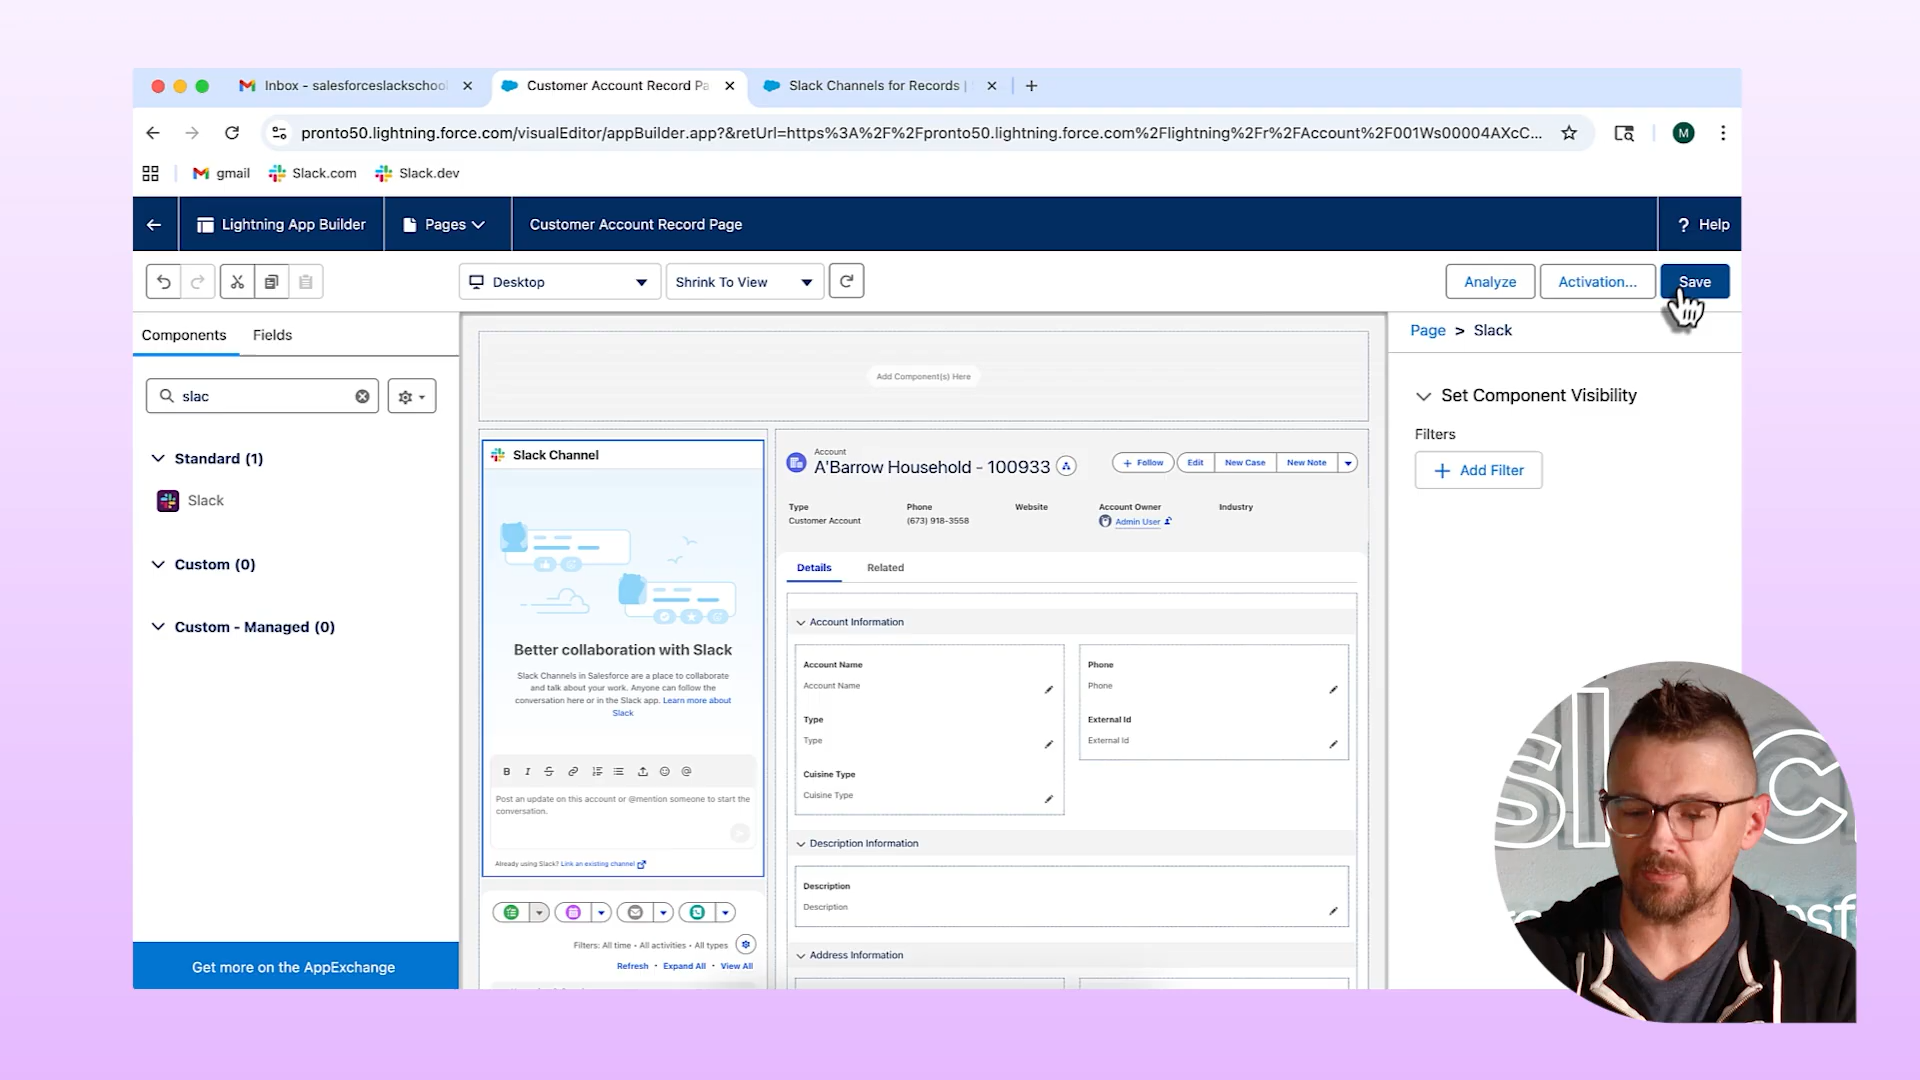 Inbox - salesforceslackschool
Customer Account Record Pa
Slack Channels for Records |
pronto50.lightning.force.com/visualEditor/appBuilder.app?&retUrl=https%3A%2F%2Fpronto50.lightning.force.com%2Flightning%2Fr%2FAccount%2F001Ws00004AXcC...
M
gmail
Slack.com
Slack.dev
Lightning App Builder
Pages
Customer Account Record Page
? Help
Desktop
Shrink To View
Analyze
Activation...
Save
Components
Fields
Page > Slack
slac
Add Component(s) Here
Set Component Visibility
Filters
+ Add Filter
Standard (1)
Slack
Custom (0)
Custom - Managed (0)
Get more on the AppExchange
Slack Channel
Better collaboration with Slack
Slack Channels in Salesforce are a place to collaborate
and talk about your work. Anyone can follow the
conversation here or in the Slack app. Learn more about
Slack
B I S
Post an update on this account or @mention someone to start the
conversation.
Already using Slack? Link an existing channel
Filters: All time • All activities • All types
Refresh • Expand All • View All
Account
A'Barrow Household - 100933
+ Follow
Edit
New Case
New Note
Type
Customer Account
Phone
(673) 918-3558
Website
Account Owner
Admin User
Industry
Details
Related
Account Information
Account Name
Account Name
Type
Type
Cuisine Type
Cuisine Type
Phone
Phone
External Id
External Id
Description Information
Description
Description
Address Information